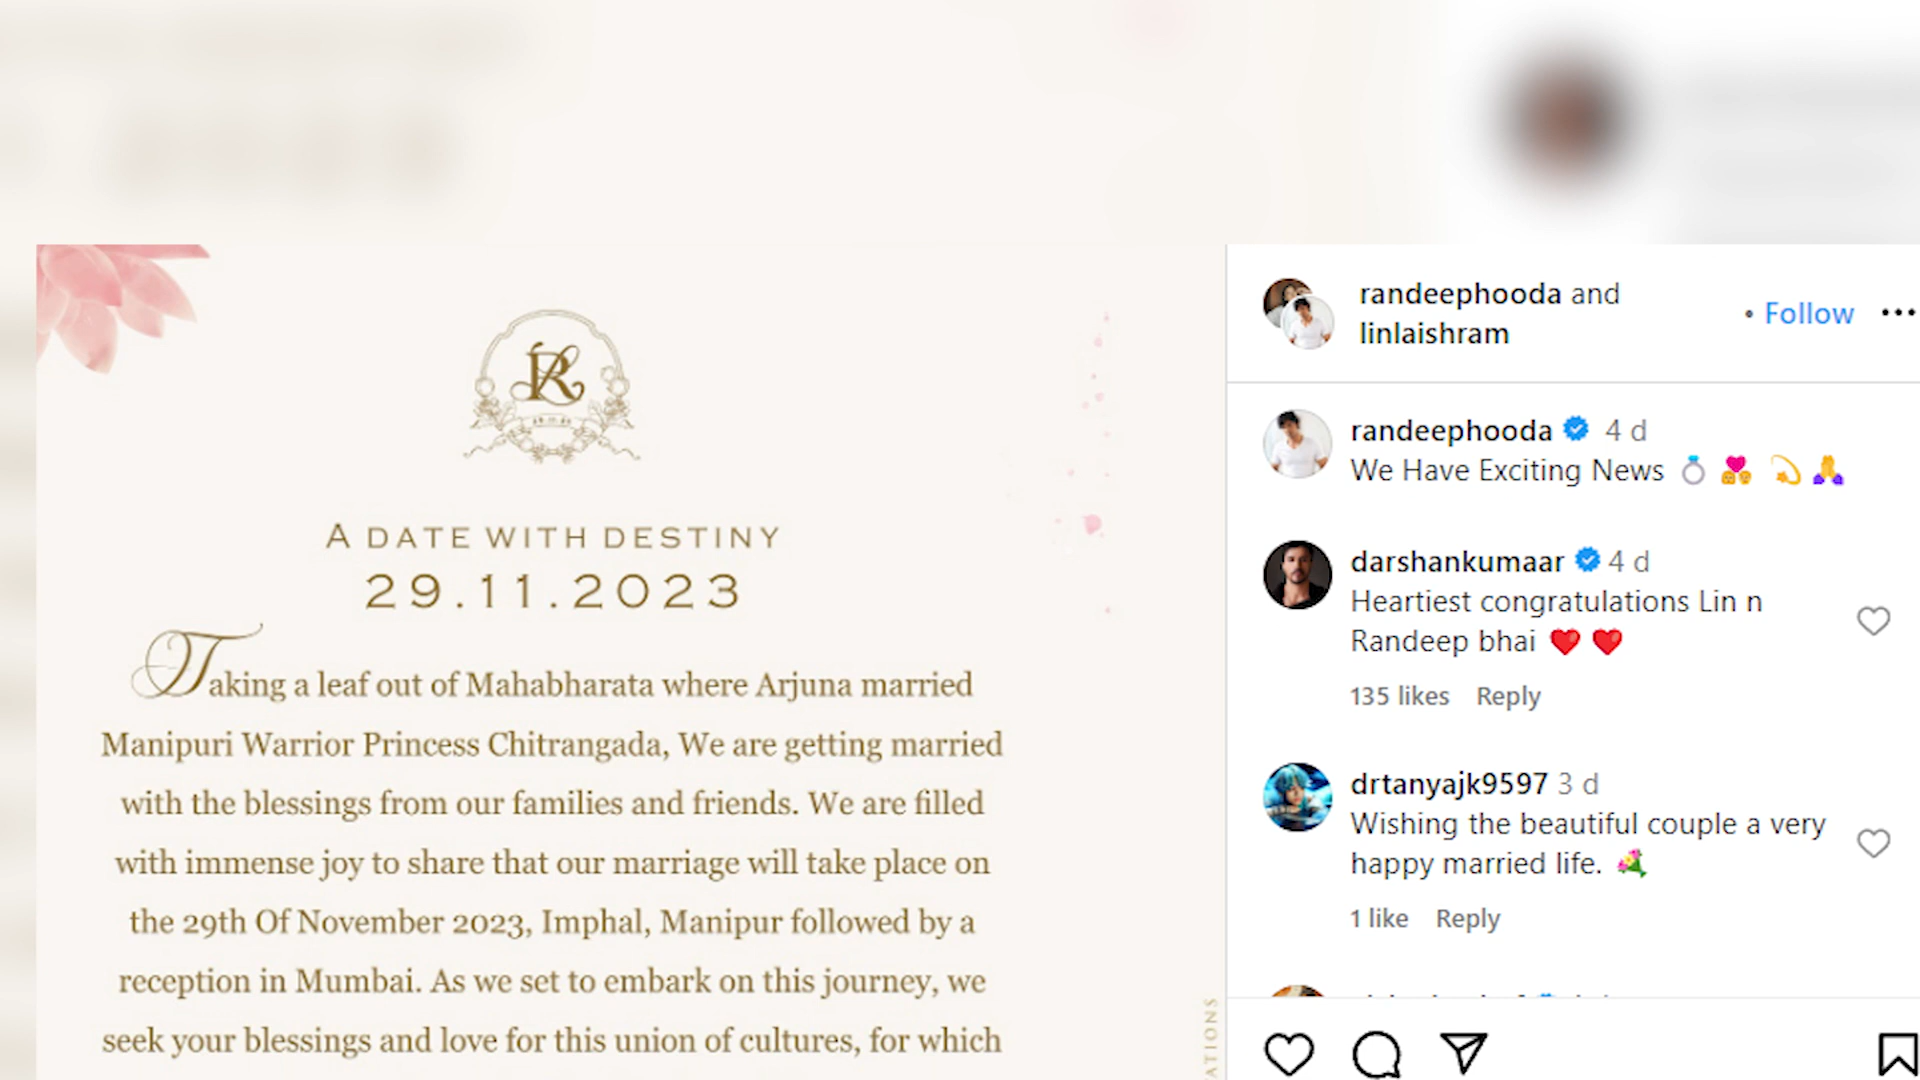 A DATE WITH DESTINY
29.11.2023
Taking a leaf out of Mahabharata where Arjuna married
Manipuri Warrior Princess Chitrangada, We are getting married
with the blessings from our families and friends. We are filled
with immense joy to share that our marriage will take place on
the 29th Of November 2023, Imphal, Manipur followed by a
reception in Mumbai. As we set to embark on this journey, we
seek your blessings and love for this union of cultures, for which
randeephooda and
linlaishram
• Follow
randeephooda 4 d
We Have Exciting News 💍 💑 💫 🙏
darshankumaar 4 d
Heartiest congratulations Lin n
Randeep bhai ♥️ ♥️
135 likes Reply
drtanyajk9597 3 d
Wishing the beautiful couple a very
happy married life. 💐
1 like Reply